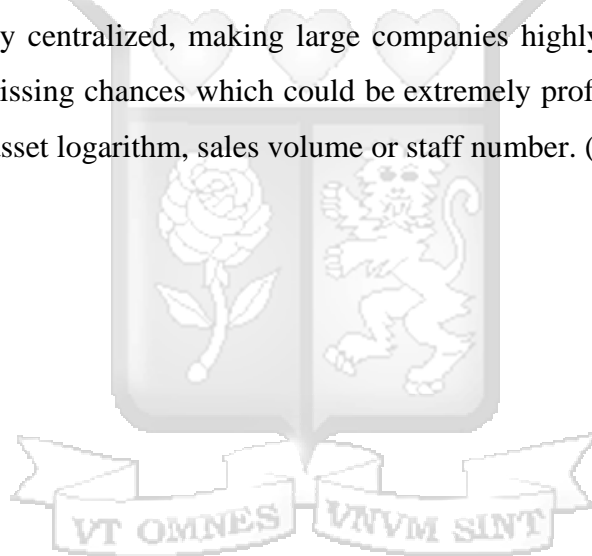 y centralized, making large companies highly
issing chances which could be extremely prof
sset logarithm, sales volume or staff number. (
VT OMNES VNVM SINT